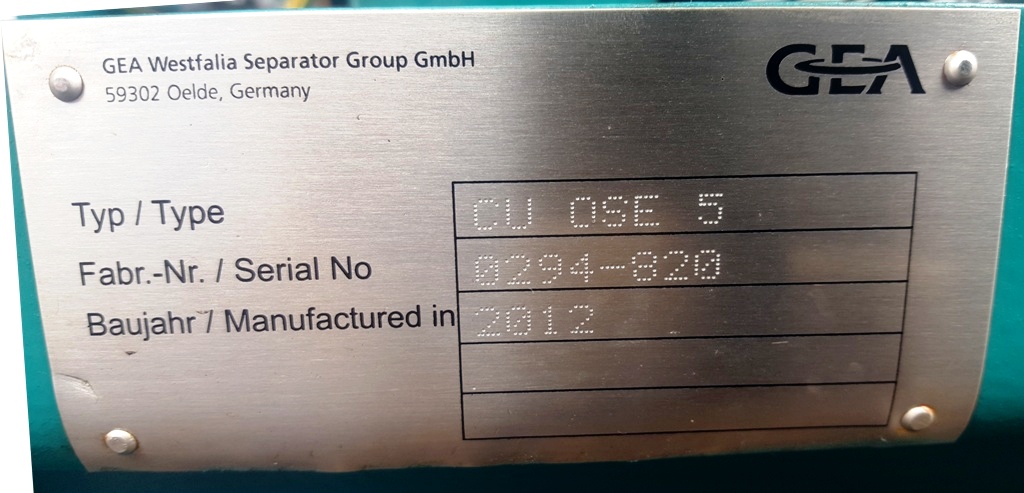 GEA Westfalia Separator Group GmbH
59302 Oelde, Germany
GEA
Typ / Type CU OSE 5
Fabr.-Nr. / Serial No 0294-820
Baujahr / Manufactured in 2012